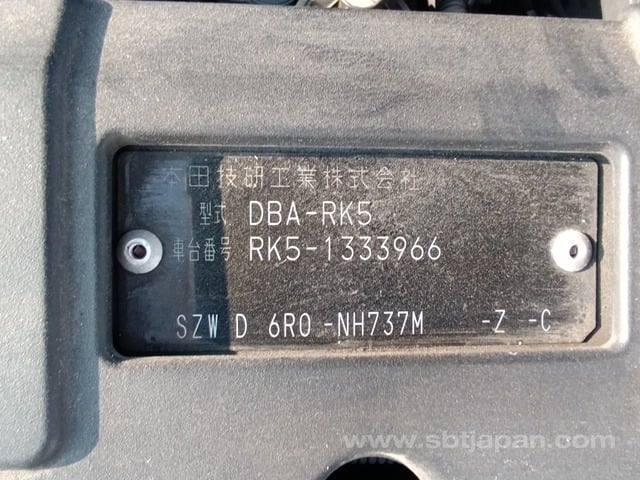 本田技研工業株式会社
型式 DBA-RK5
車台番号 RK5-1333966
SZW D 6R0 -NH737M -Z -C
www.sbtjapan.com